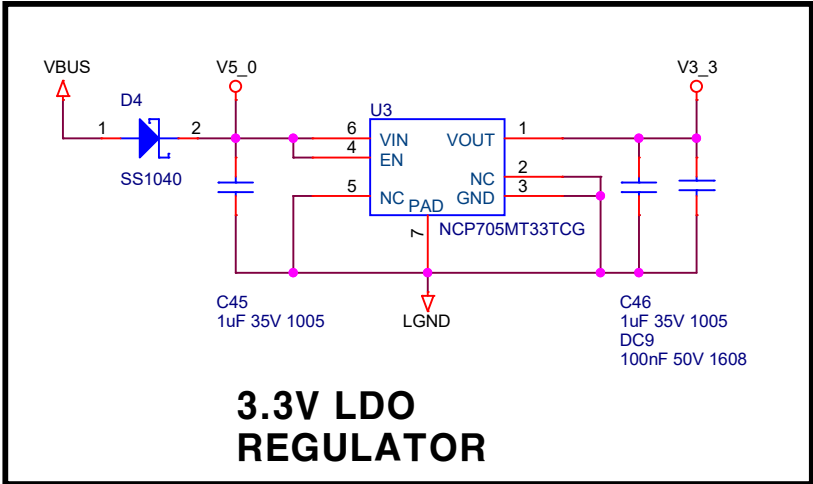 VBUS
V5_0
V3_3
D4
U3
1
2
6
VIN
VOUT
1
4
EN
SS1040
NC
2
5
NC
GND
3
PAD
7
NCP705MT33TCG
C45
1uF 35V 1005
LGND
C46
1uF 35V 1005
DC9
100nF 50V 1608
3.3V LDO
REGULATOR